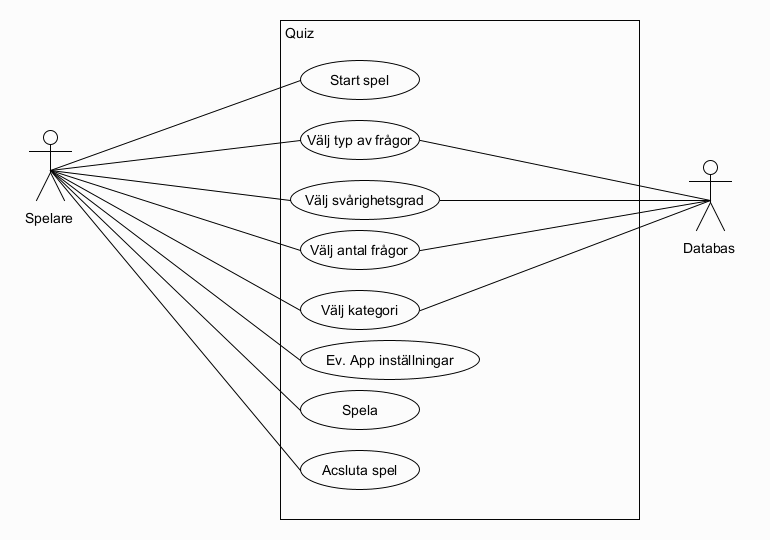 Quiz
Start spel
Välj typ av frågor
Välj svårighetsgrad
Spelare
Välj antal frågor
Databas
Välj kategori
Ev. App inställningar
Spela
Acsluta spel